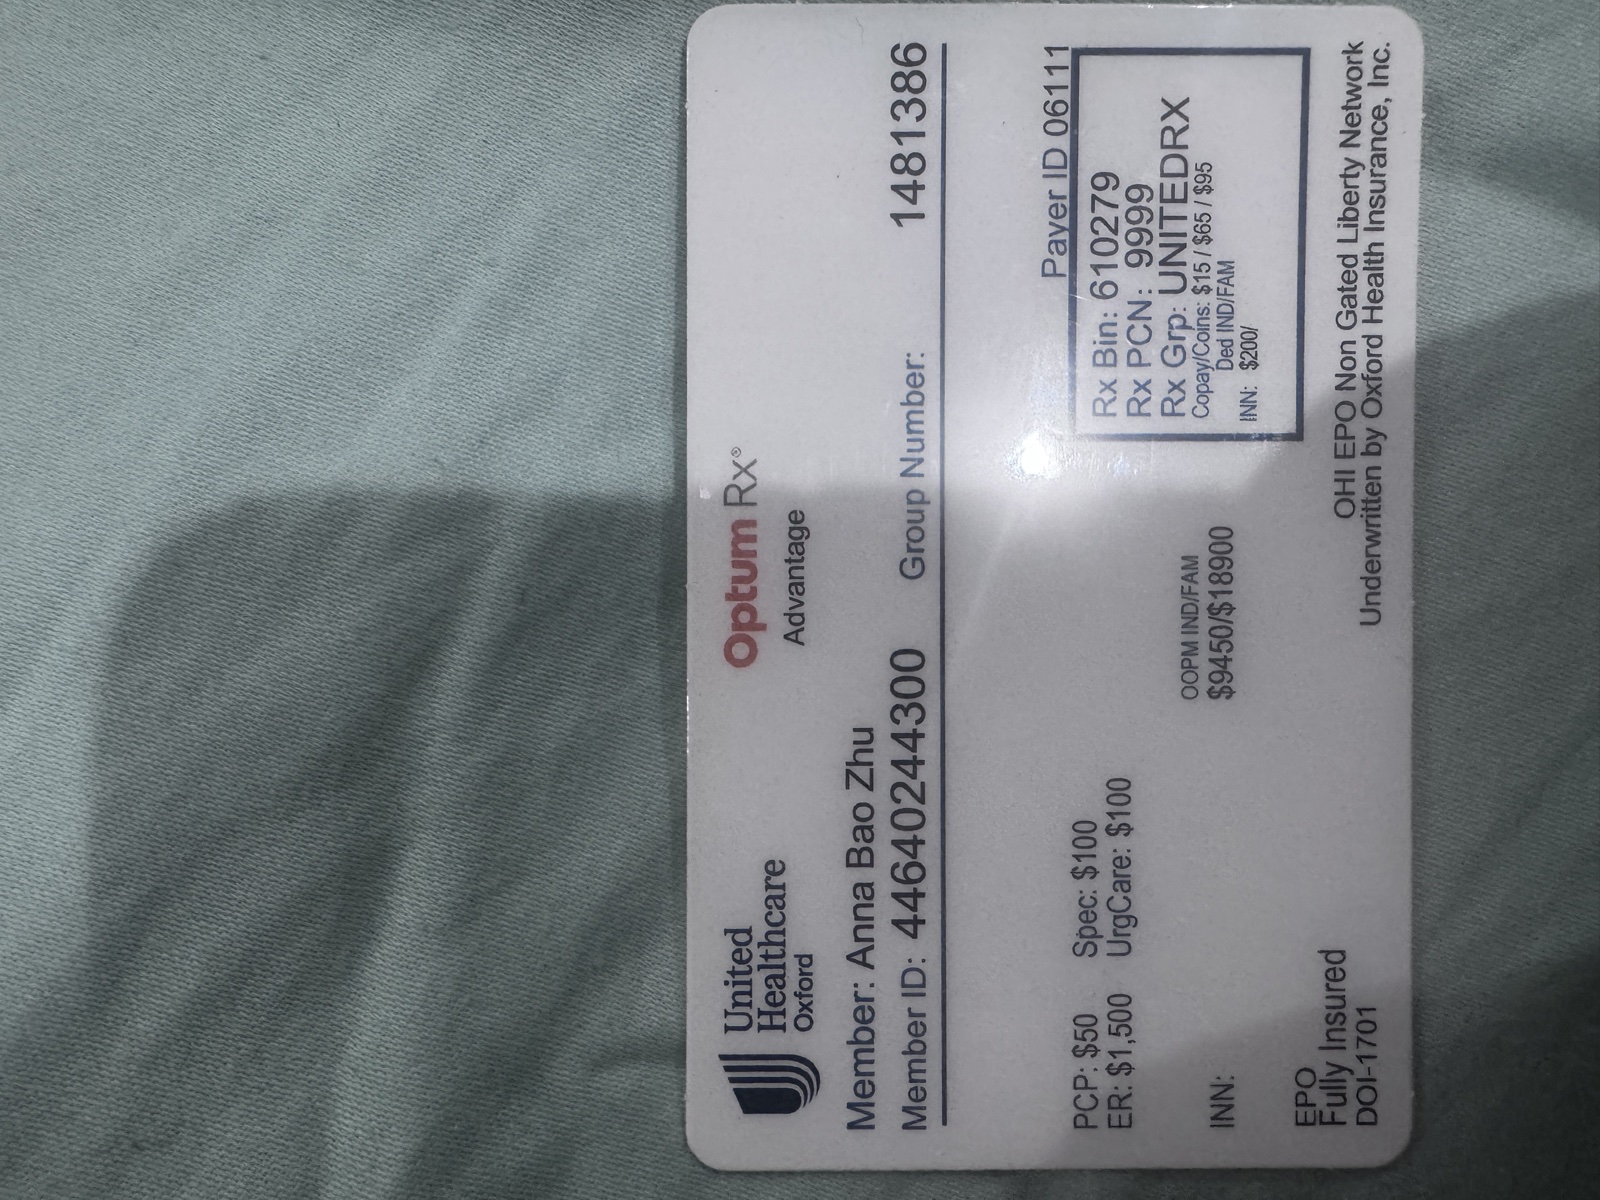 United
Healthcare
Oxford
Optum Rx®
Advantage
Member: Anna Bao Zhu
Member ID: 44640244300 Group Number: 1481386
Payer ID 06111
PCP: $50 Spec: $100
ER: $1,500 UrgCare: $100
OOPM IND/FAM
INN: $9450/$18900
Rx Bin: 610279
Rx PCN: 9999
Rx Grp: UNITEDRX
Copay/Coins: $15 / $65 / $95
Ded IND/FAM
INN: $200/
EPO
Fully Insured
DOI-1701
OHI EPO Non Gated Liberty Network
Underwritten by Oxford Health Insurance, Inc.